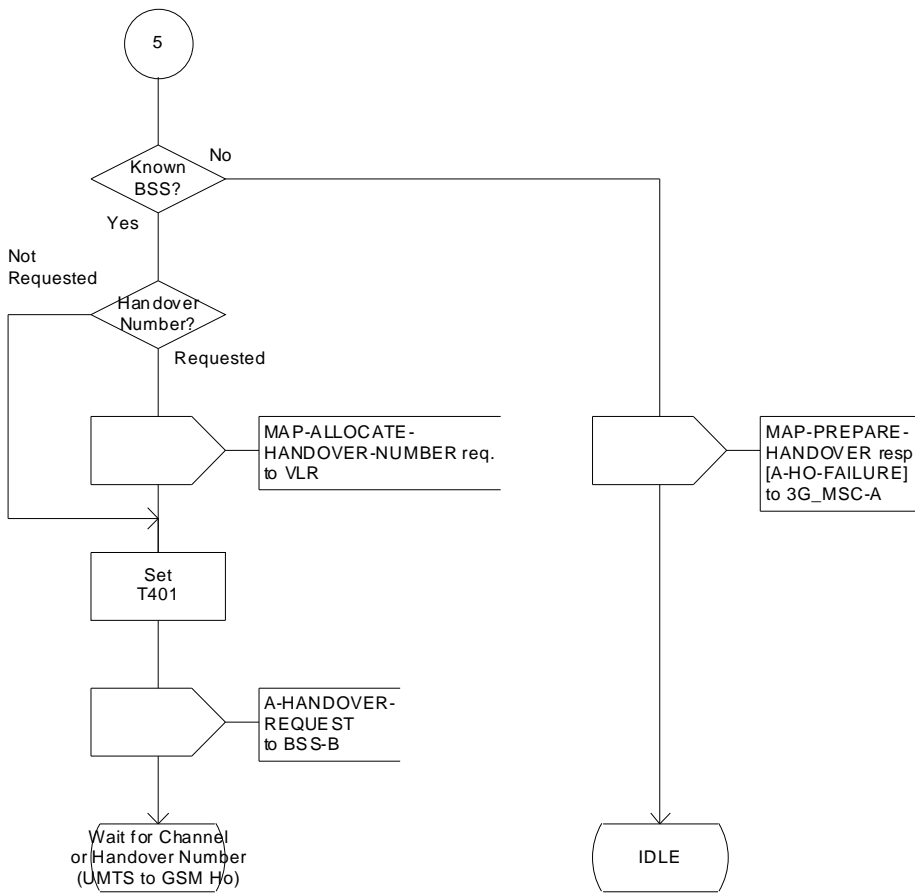 5
Known
BSS?
No
Yes
Not
Requested
Handover
Number?
Requested
MAP-ALLOCATE-
HANDOVER-NUMBER req.
to VLR
MAP-PREPARE-
HANDOVER resp
[A-HO-FAILURE]
to 3G_MSC-A
Set
T401
A-HANDOVER-
REQUEST
to BSS-B
Wait for Channel
or Handover Number
(UMTS to GSM Ho)
IDLE